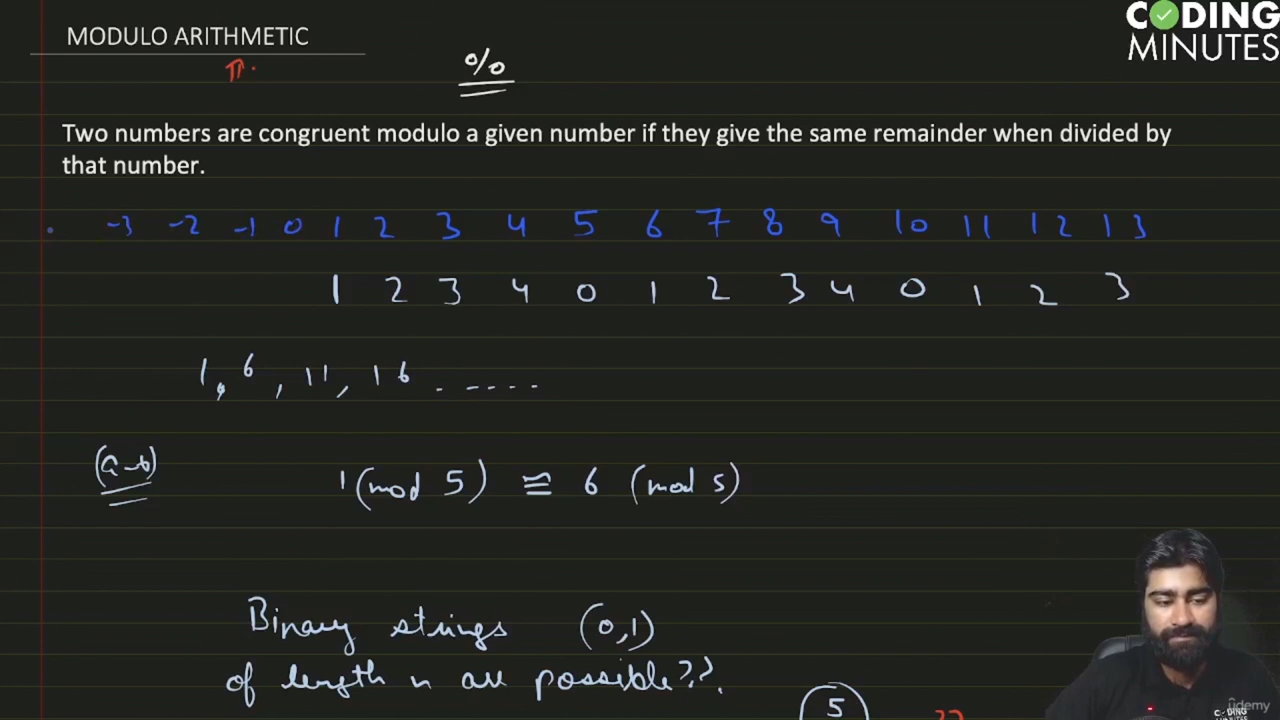 CODING
MINUTES
MODULO ARITHMETIC
%
Two numbers are congruent modulo a given number if they give the same remainder when divided by
that number.
-3 -2 -1 0 1 2 3 4 5 6 7 8 9 10 11 12 13
1 2 3 4 0 1 2 3 4 0 1 2 3
1, 6, 11, 16 . - - - - .
(a-b) 1 (mod 5) ≅ 6 (mod 5)
Binary strings (0,1)
of length n are possible??.
5 ??
ûdemy